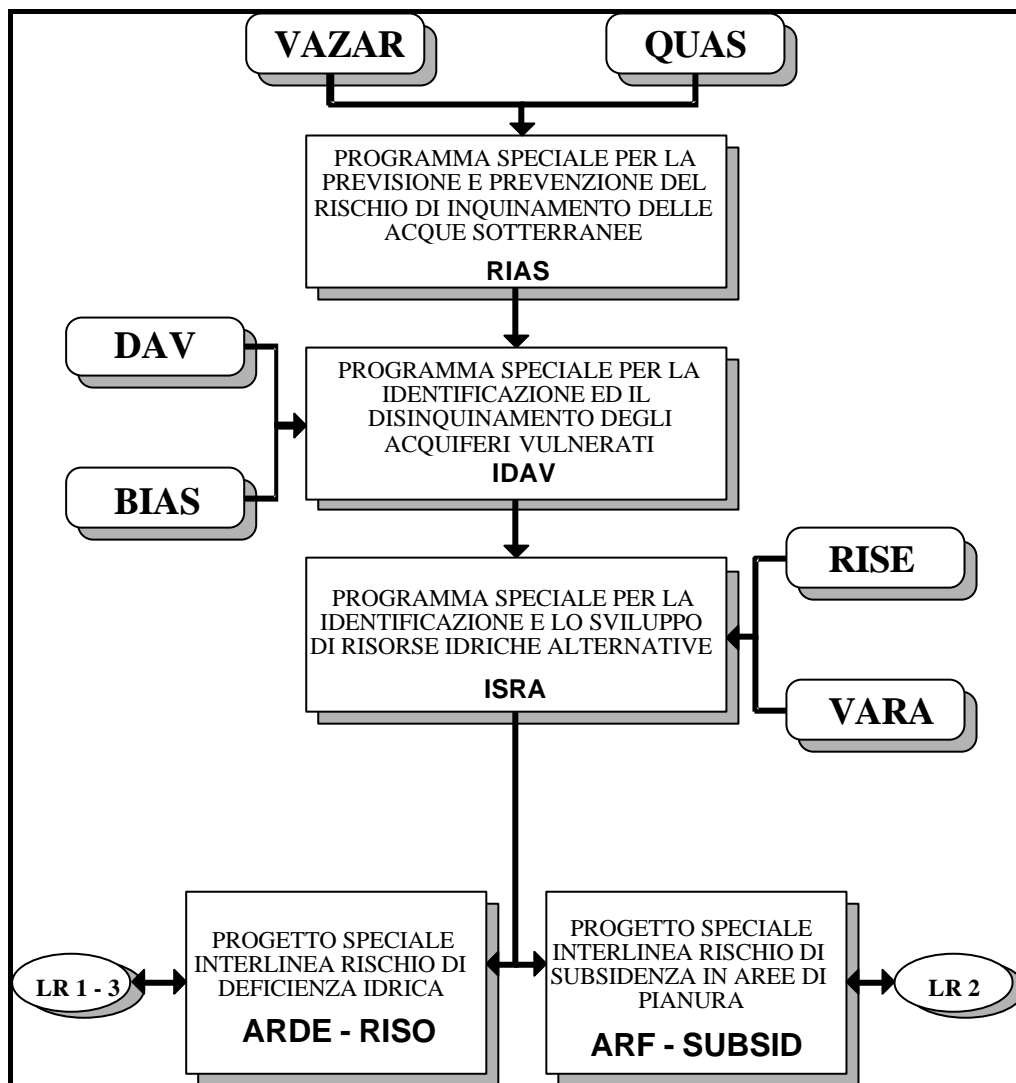 VAZAR
QUAS
PROGRAMMA SPECIALE PER LA
PREVISIONE E PREVENZIONE DEL
RISCHIO DI INQUINAMENTO DELLE
ACQUE SOTTERRANEE
RIAS
DAV
BIAS
PROGRAMMA SPECIALE PER LA
IDENTIFICAZIONE ED IL
DISINQUINAMENTO DEGLI
ACQUIFERI VULNERATI
IDAV
RISE
VARA
PROGRAMMA SPECIALE PER LA
IDENTIFICAZIONE E LO SVILUPPO
DI RISORSE IDRICHE ALTERNATIVE
ISRA
LR 1 - 3
PROGETTO SPECIALE
INTERLINEA RISCHIO DI
DEFICIENZA IDRICA
ARDE - RISO
PROGETTO SPECIALE
INTERLINEA RISCHIO DI
SUBSIDENZA IN AREE DI
PIANURA
ARF - SUBSID
LR 2